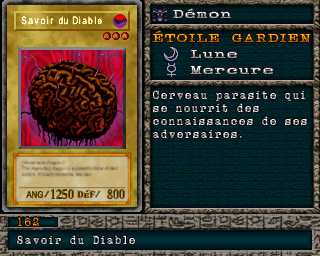 Savoir du Diable
Démon
ÉTOILE GARDIEN
Lune
Mercure
Cerveau parasite qui
se nourrit des
connaissances de ses
adversaires.
ANG/1250 DéF/ 800
162
Savoir du Diable